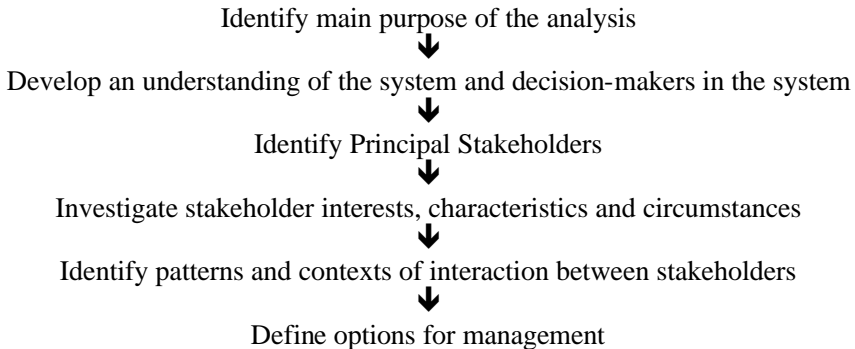 Identify main purpose of the analysis
Develop an understanding of the system and decision-makers in the system
Identify Principal Stakeholders
Investigate stakeholder interests, characteristics and circumstances
Identify patterns and contexts of interaction between stakeholders
Define options for management